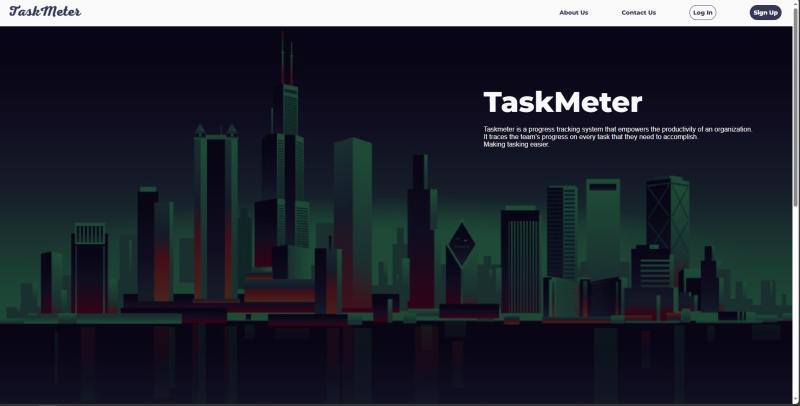 TaskMeter
About Us
Contact Us
Log In
Sign Up
TaskMeter
Taskmeter is a progress tracking system that empowers the productivity of an organization.
It traces the team's progress on every task that they need to accomplish.
Making tasking easier.